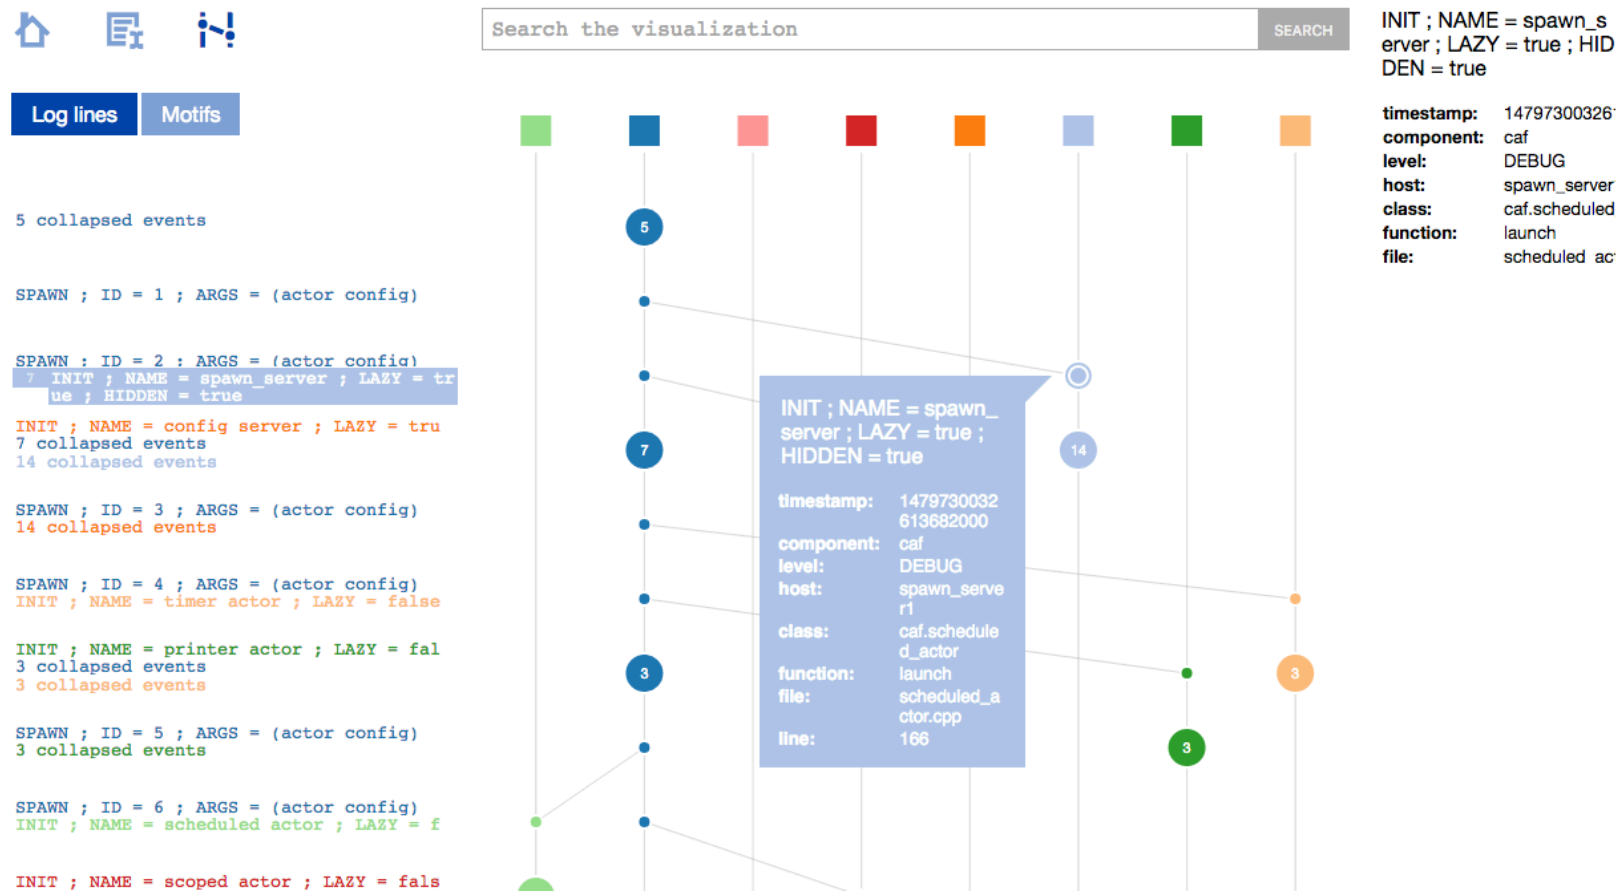 Search the visualization
SEARCH
Log lines
Motifs
5 collapsed events
SPAWN ; ID = 1 ; ARGS = (actor config)
SPAWN ; ID = 2 ; ARGS = (actor config)
7 INIT ; NAME = spawn_server ; LAZY = tr
ue ; HIDDEN = true
INIT ; NAME = config server ; LAZY = tru
7 collapsed events
14 collapsed events
SPAWN ; ID = 3 ; ARGS = (actor config)
14 collapsed events
SPAWN ; ID = 4 ; ARGS = (actor config)
INIT ; NAME = timer actor ; LAZY = false
INIT ; NAME = printer actor ; LAZY = fal
3 collapsed events
3 collapsed events
SPAWN ; ID = 5 ; ARGS = (actor config)
3 collapsed events
SPAWN ; ID = 6 ; ARGS = (actor config)
INIT ; NAME = scheduled actor ; LAZY = f
INIT ; NAME = scoped actor ; LAZY = fals
5
7
14
3
3
3
INIT ; NAME = spawn_
server ; LAZY = true ;
HIDDEN = true
timestamp: 1479730032
613682000
component: caf
level: DEBUG
host: spawn_serve
r1
class: caf.schedule
d_actor
function: launch
file: scheduled_a
ctor.cpp
line: 166
INIT ; NAME = spawn_s
erver ; LAZY = true ; HID
DEN = true
timestamp: 14797300326
component: caf
level: DEBUG
host: spawn_server
class: caf.scheduled
function: launch
file: scheduled_ac